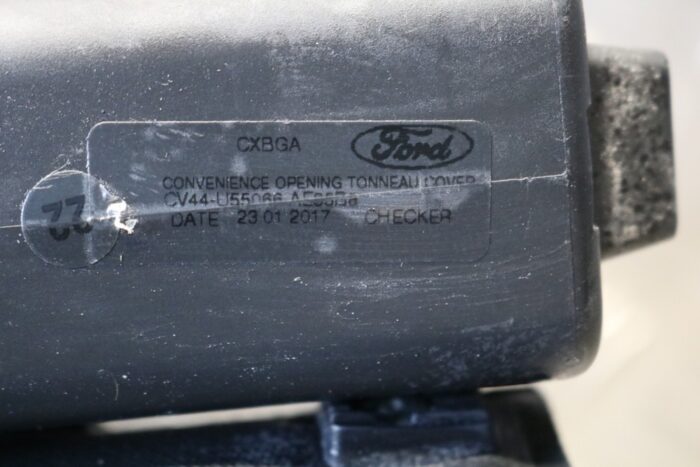 CXBGA
Ford
CONVENIENCE OPENING TONNEAU COVER
CV44-U55066
DATE 23.01.2017 CHECKER